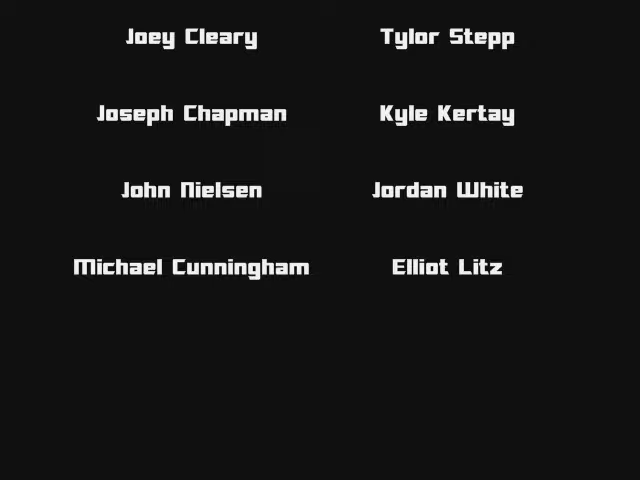 Joey Cleary Tylor Stepp
Joseph Chapman Kyle Kertay
John Nielsen Jordan White
Michael Cunningham Elliot Litz